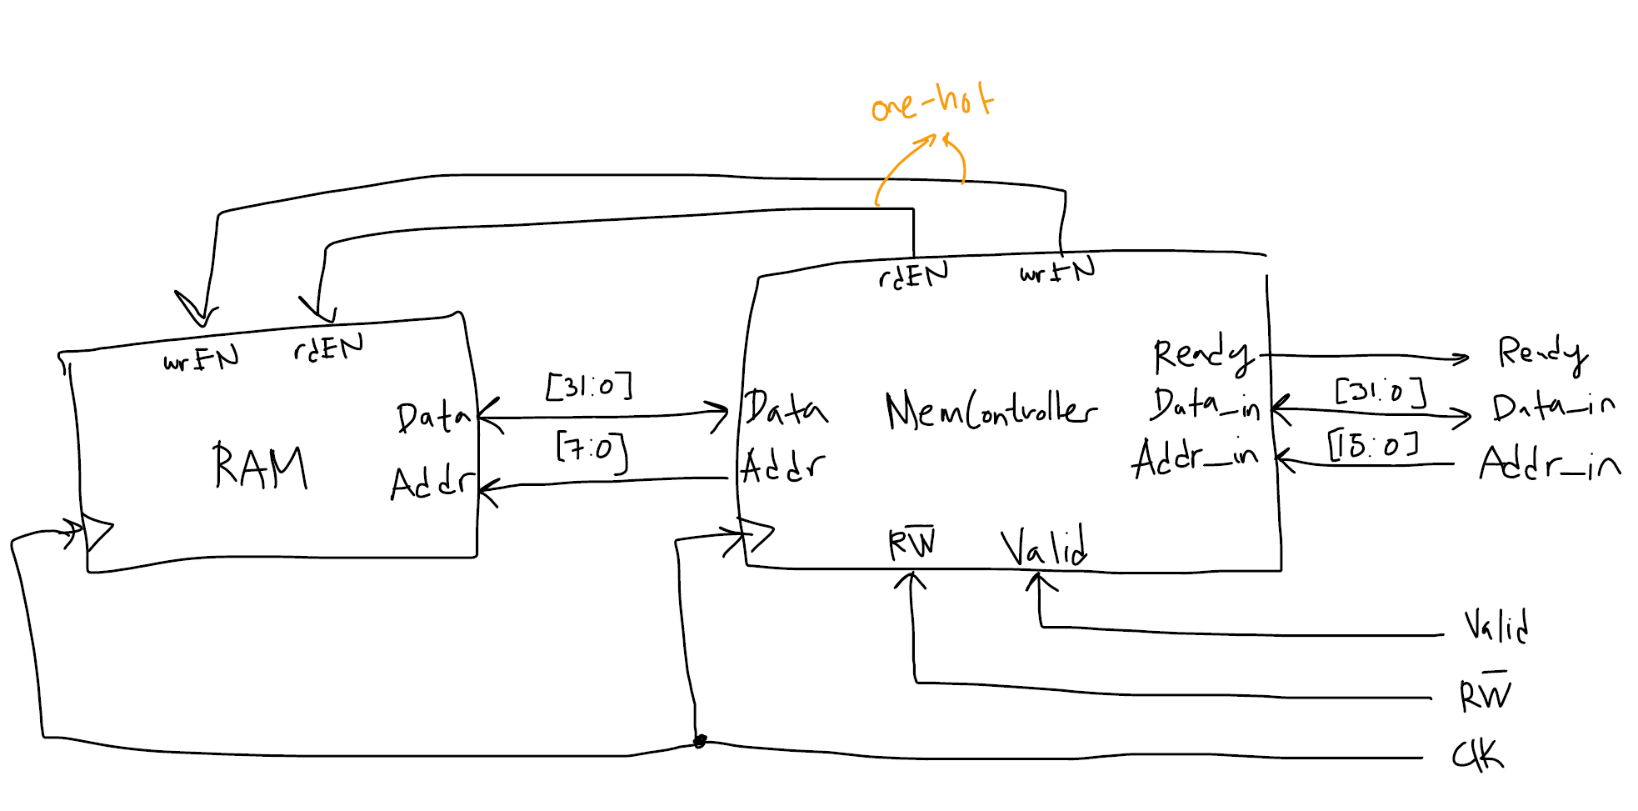 one-hot
rdEN wrEN
wrEN rdEN
Ready Ready
[31:0] [31:0]
Data Data MemController Data_in Data_in
[7:0] [15:0]
RAM Addr Addr Addr_in Addr_in
RW̅ Valid
Valid
RW̅
Clk